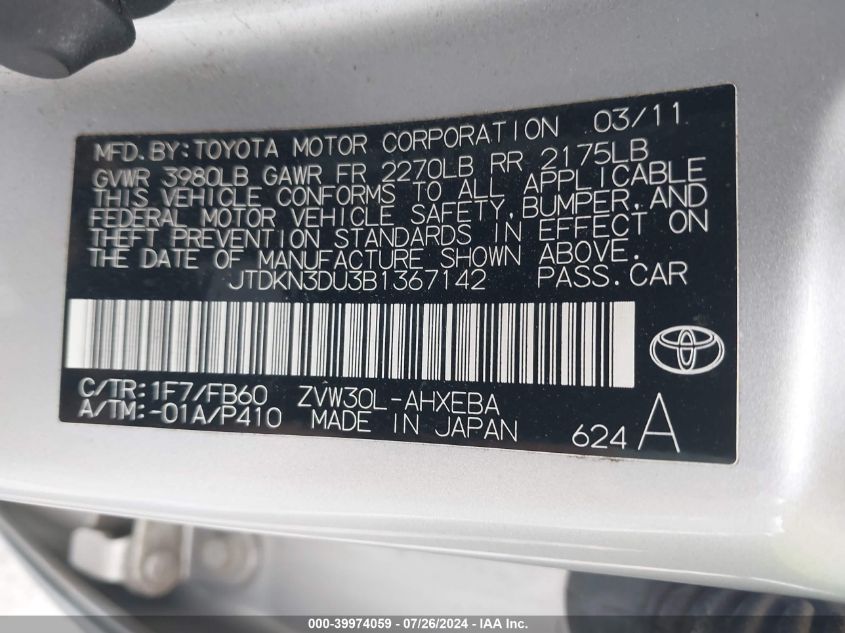 MFD. BY: TOYOTA MOTOR CORPORATION 03/11
GVWR 3980LB GAWR FR 2270LB RR 2175LB
THIS VEHICLE CONFORMS TO ALL APPLICABLE
FEDERAL MOTOR VEHICLE SAFETY, BUMPER, AND
THEFT PREVENTION STANDARDS IN EFFECT ON
THE DATE OF MANUFACTURE SHOWN ABOVE.
JTDKN3DU3B1367142 PASS. CAR
C/TR: 1F7/FB60 ZVW30L-AHXEBA
A/TM: -01A/P410 MADE IN JAPAN 624 A
000-39974059 - 07/26/2024 - IAA Inc.